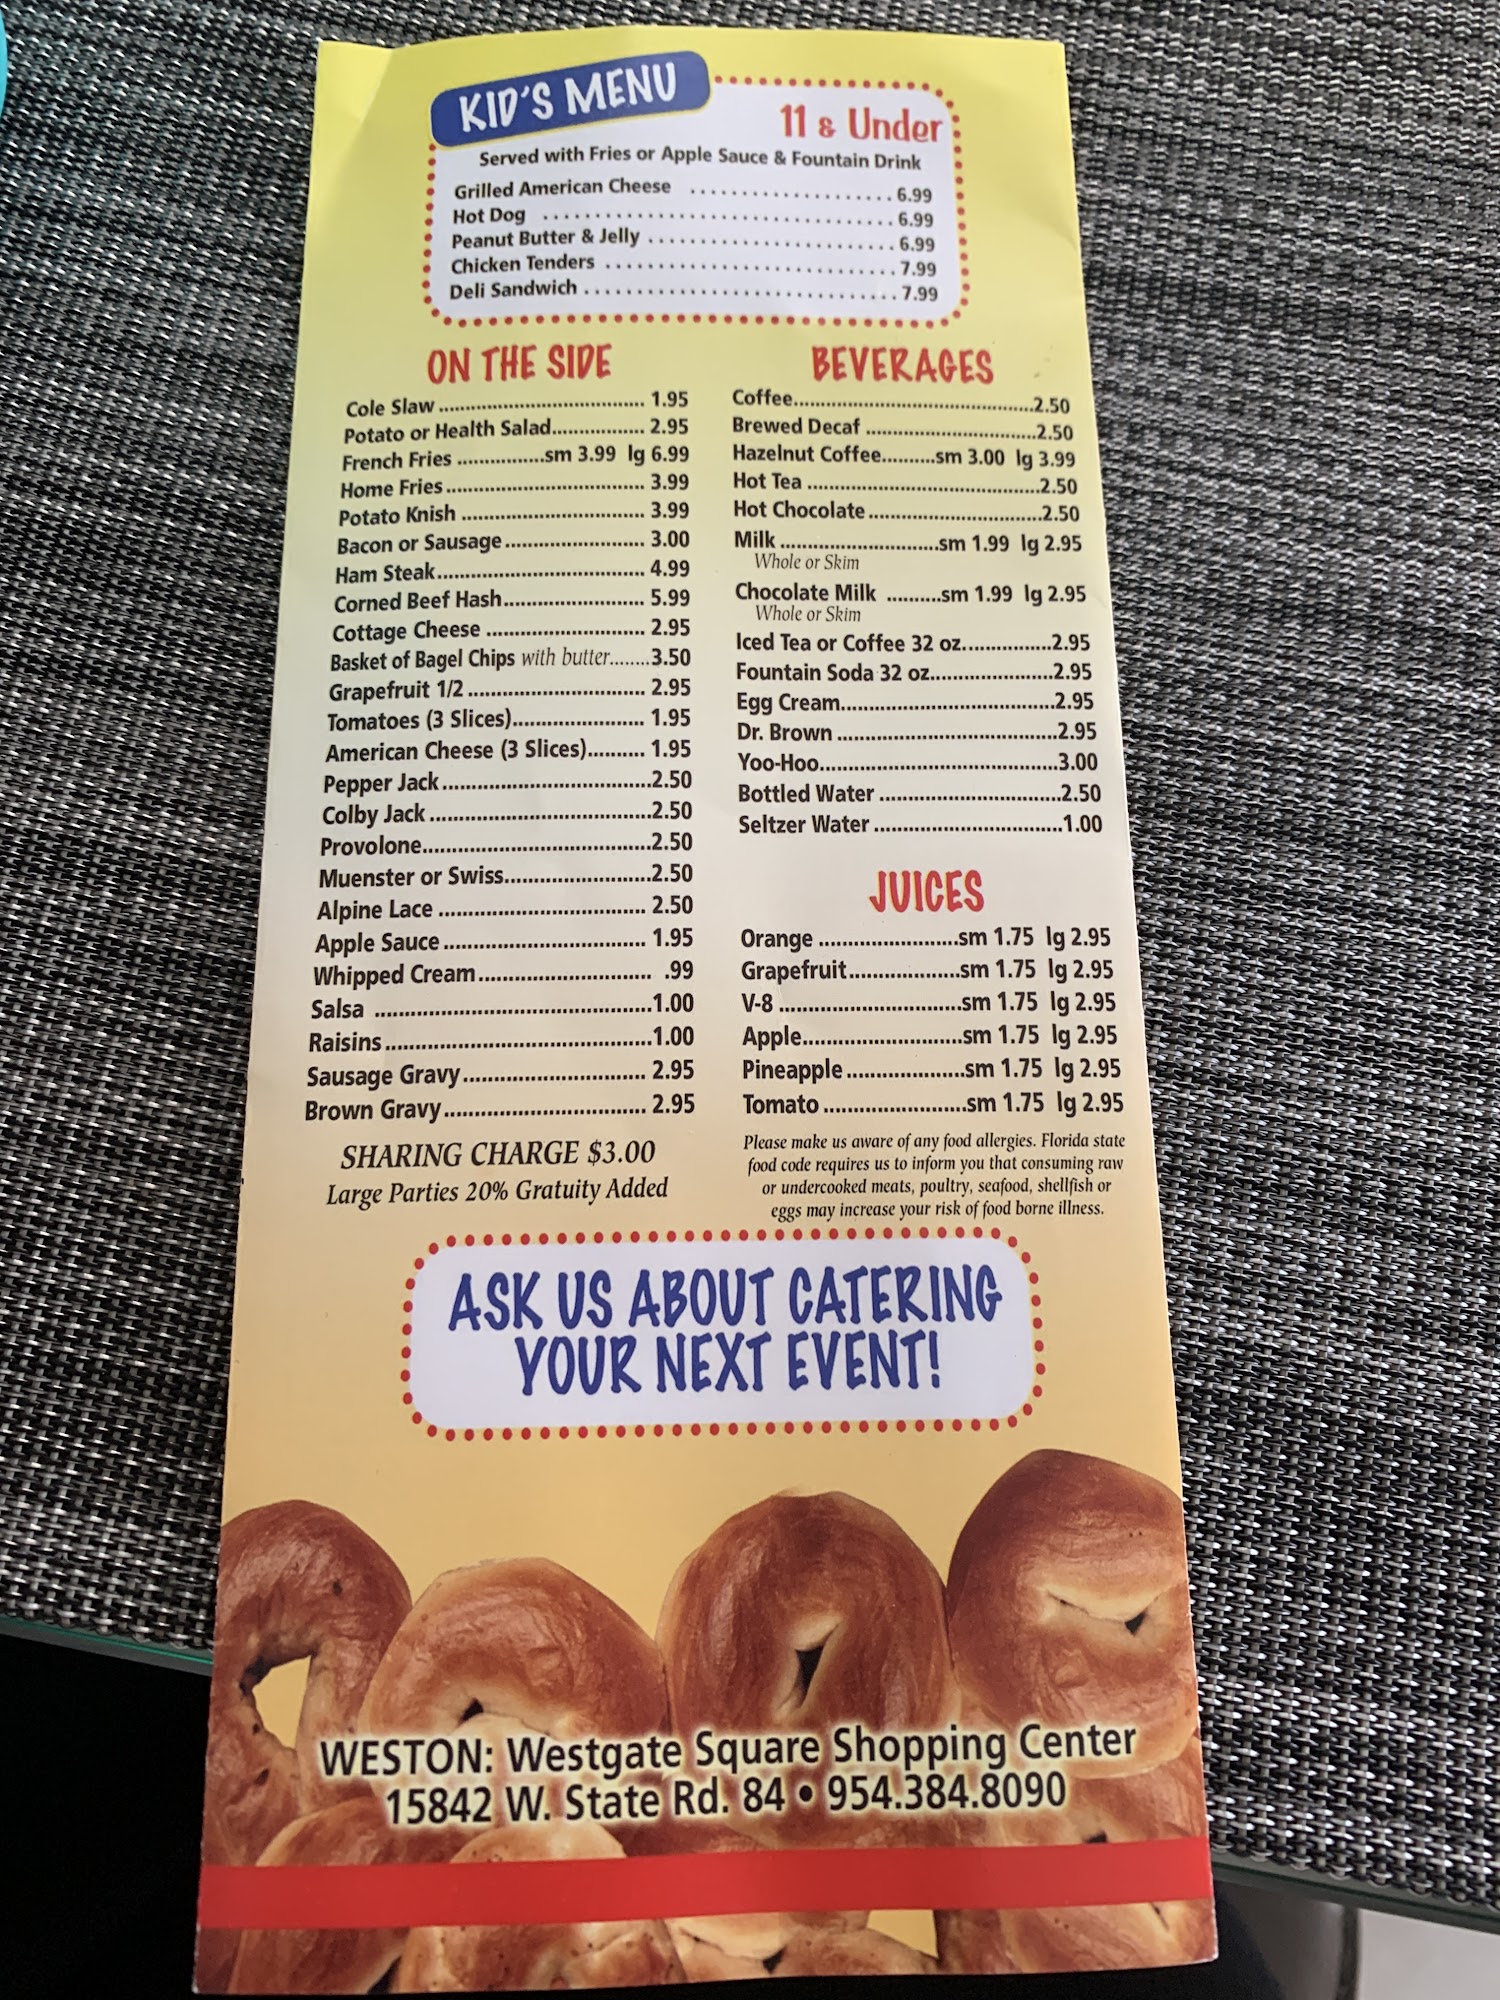 KID'S MENU
11 & Under
Served with Fries or Apple Sauce & Fountain Drink
Grilled American Cheese ................... 6.99
Hot Dog .................................. 6.99
Peanut Butter & Jelly ........................ 6.99
Chicken Tenders ............................ 7.99
Deli Sandwich .............................. 7.99
ON THE SIDE
Cole Slaw .................................. 1.95
Potato or Health Salad................ 2.95
French Fries ...............sm 3.99 lg 6.99
Home Fries ................................. 3.99
Potato Knish ............................... 3.99
Bacon or Sausage ....................... 3.00
Ham Steak................................... 4.99
Corned Beef Hash........................ 5.99
Cottage Cheese ........................... 2.95
Basket of Bagel Chips with butter.......3.50
Grapefruit 1/2 .............................. 2.95
Tomatoes (3 Slices)...................... 1.95
American Cheese (3 Slices).......... 1.95
Pepper Jack...................................2.50
Colby Jack .....................................2.50
Provolone......................................2.50
Muenster or Swiss.........................2.50
Alpine Lace .................................. 2.50
Apple Sauce ................................. 1.95
Whipped Cream............................ .99
Salsa ..............................................1.00
Raisins ............................................1.00
Sausage Gravy.............................. 2.95
Brown Gravy................................. 2.95
SHARING CHARGE $3.00
Large Parties 20% Gratuity Added
BEVERAGES
Coffee........................................2.50
Brewed Decaf ............................2.50
Hazelnut Coffee.........sm 3.00 lg 3.99
Hot Tea .......................................2.50
Hot Chocolate .............................2.50
Milk ..........................sm 1.99 lg 2.95
Whole or Skim
Chocolate Milk .........sm 1.99 lg 2.95
Whole or Skim
Iced Tea or Coffee 32 oz...............2.95
Fountain Soda 32 oz....................2.95
Egg Cream...................................2.95
Dr. Brown ....................................2.95
Yoo-Hoo.......................................3.00
Bottled Water ..............................2.50
Seltzer Water ...............................1.00
JUICES
Orange .......................sm 1.75 lg 2.95
Grapefruit..................sm 1.75 lg 2.95
V-8 ..............................sm 1.75 lg 2.95
Apple..........................sm 1.75 lg 2.95
Pineapple ...................sm 1.75 lg 2.95
Tomato .......................sm 1.75 lg 2.95
Please make us aware of any food allergies. Florida state
food code requires us to inform you that consuming raw
or undercooked meats, poultry, seafood, shellfish or
eggs may increase your risk of food borne illness.
ASK US ABOUT CATERING
YOUR NEXT EVENT!
WESTON: Westgate Square Shopping Center
15842 W. State Rd. 84 • 954.384.8090